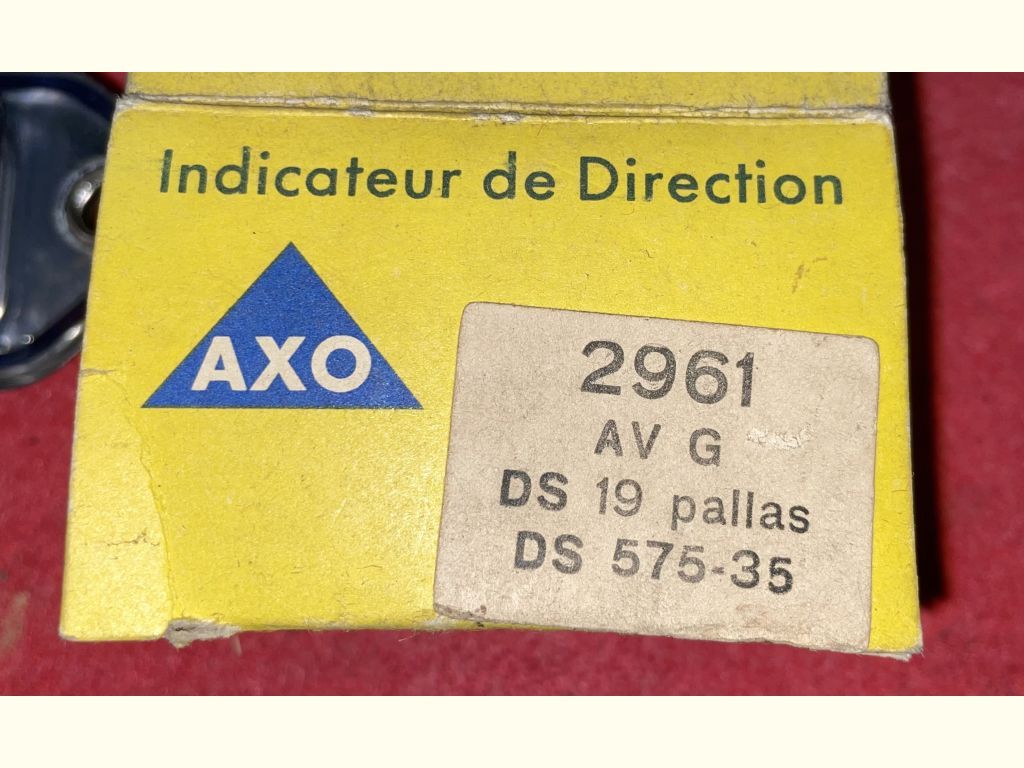 Indicateur de Direction
AXO
2961
AV G
DS 19 pallas
DS 575-35